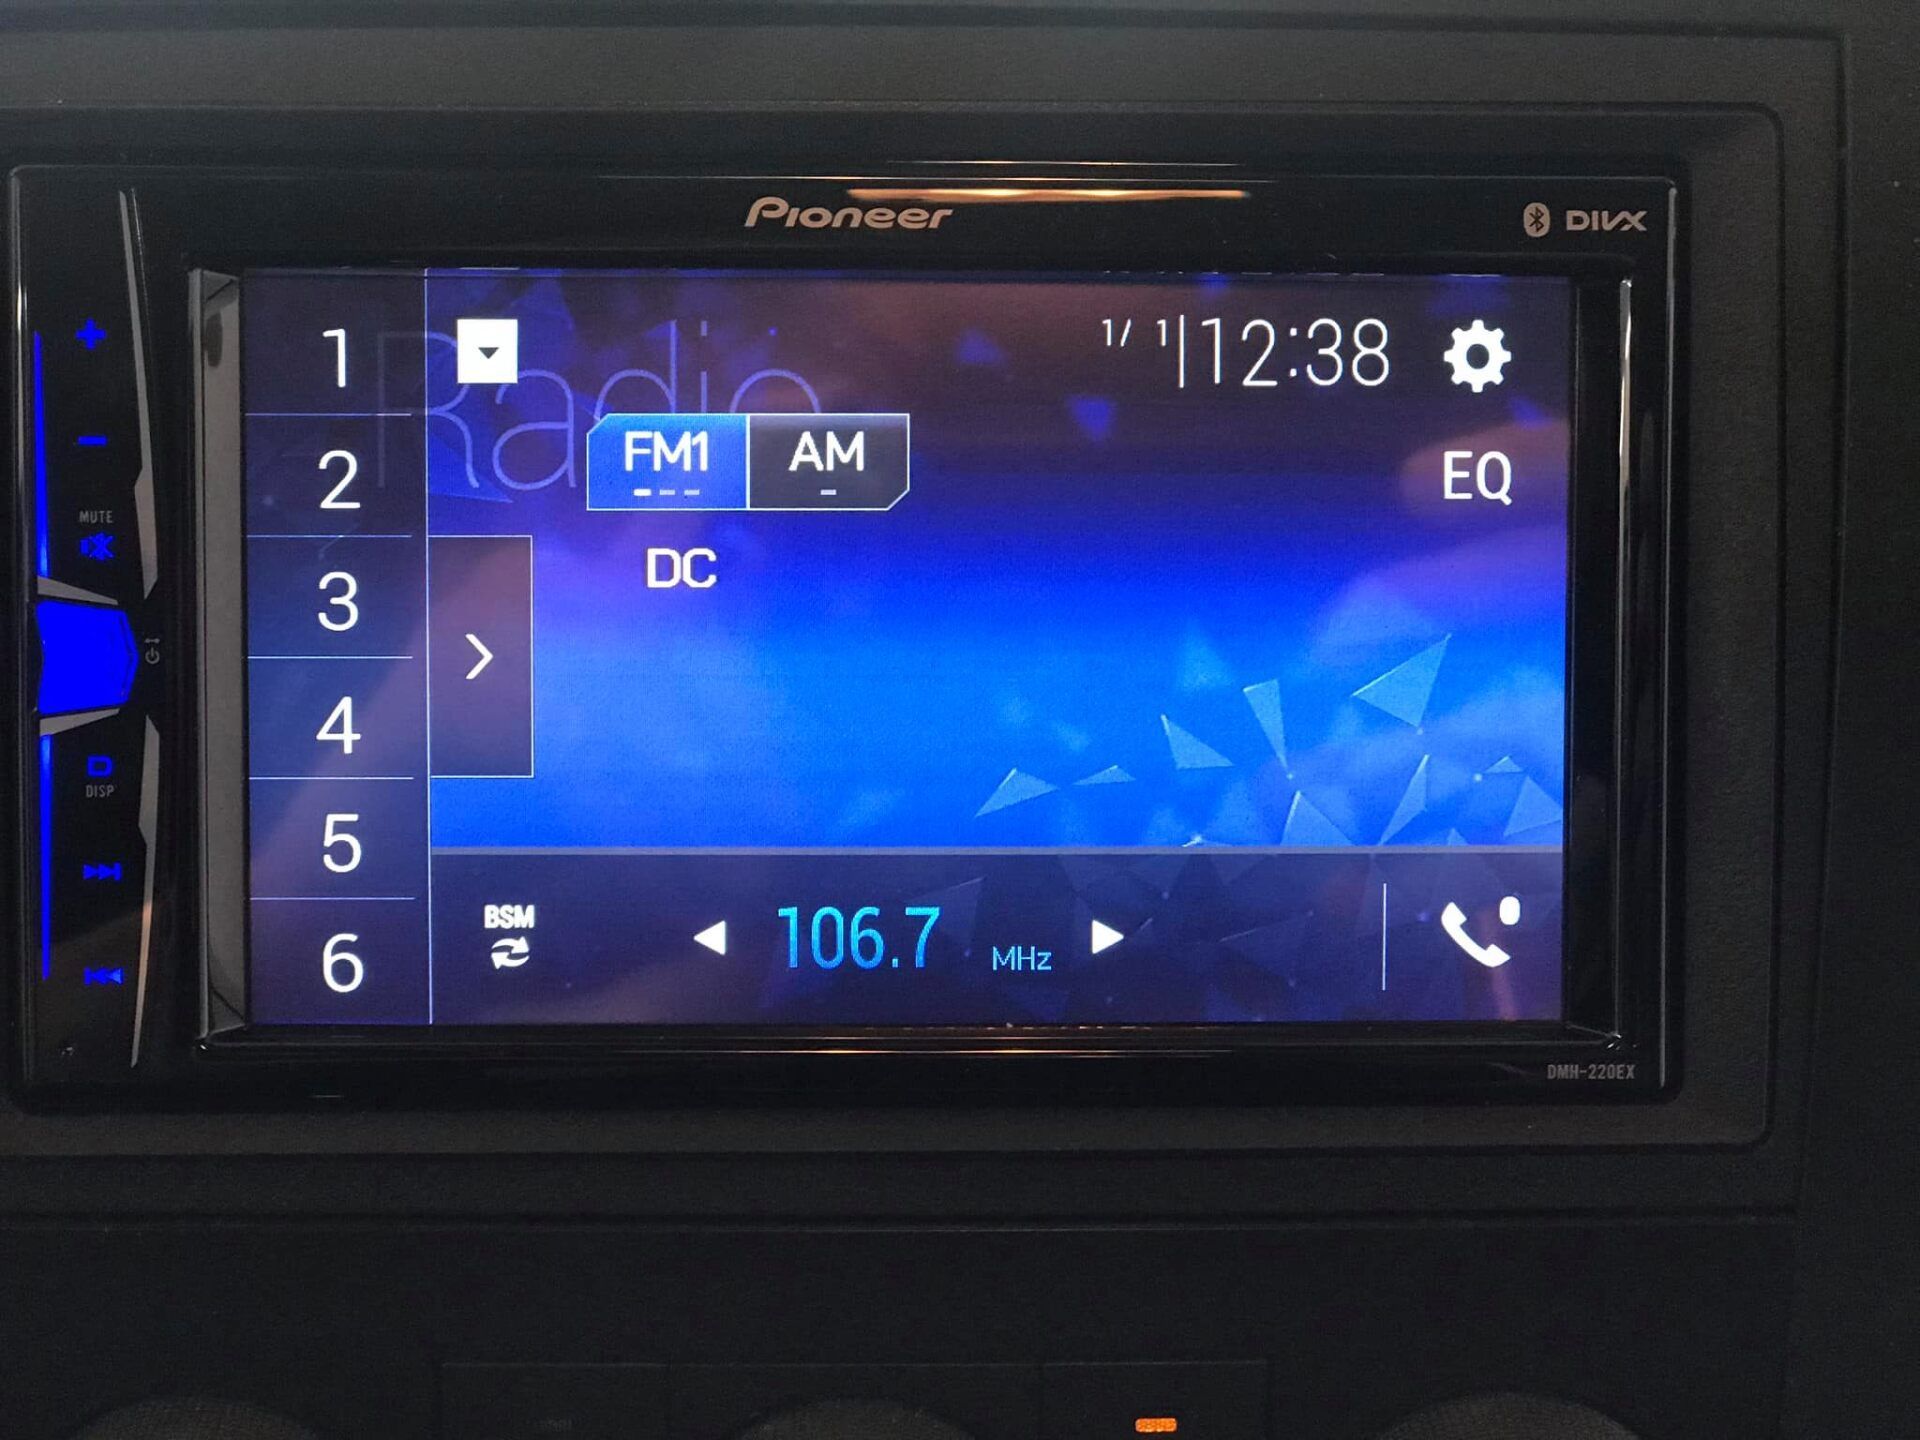 Pioneer
DIVX
1
Radio
1/ 1
12:38
2
FM1
AM
EQ
MUTE
3
DC
4
DISP
5
BSM
106.7 MHz
6
DMH-220EX